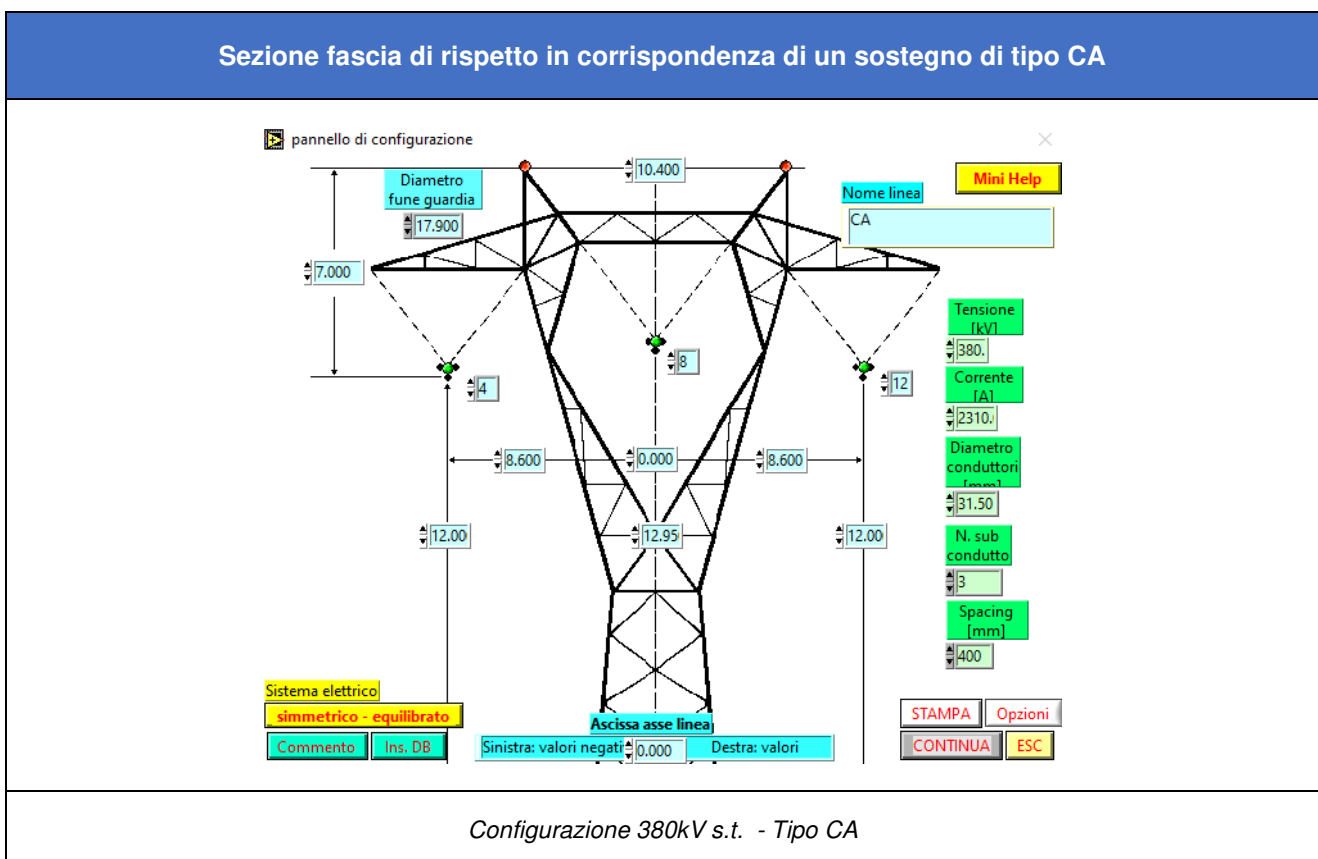 Sezione fascia di rispetto in corrispondenza di un sostegno di tipo CA
pannello di configurazione
10.400
Mini Help
Diametro
fune guardia
17.900
Nome linea
CA
7.000
Tensione
[kV]
380.
8
4
12
Corrente
[A]
2310.
8.600
0.000
8.600
Diametro
conduttori
[mm]
31.50
12.00
12.95
12.00
N. sub
condutto
3
Spacing
[mm]
400
Sistema elettrico
simmetrico - equilibrato
Commento
Ins. DB
Ascissa asse linea
Sinistra: valori negati
0.000
Destra: valori
STAMPA
Opzioni
CONTINUA
ESC
Configurazione 380kV s.t. - Tipo CA